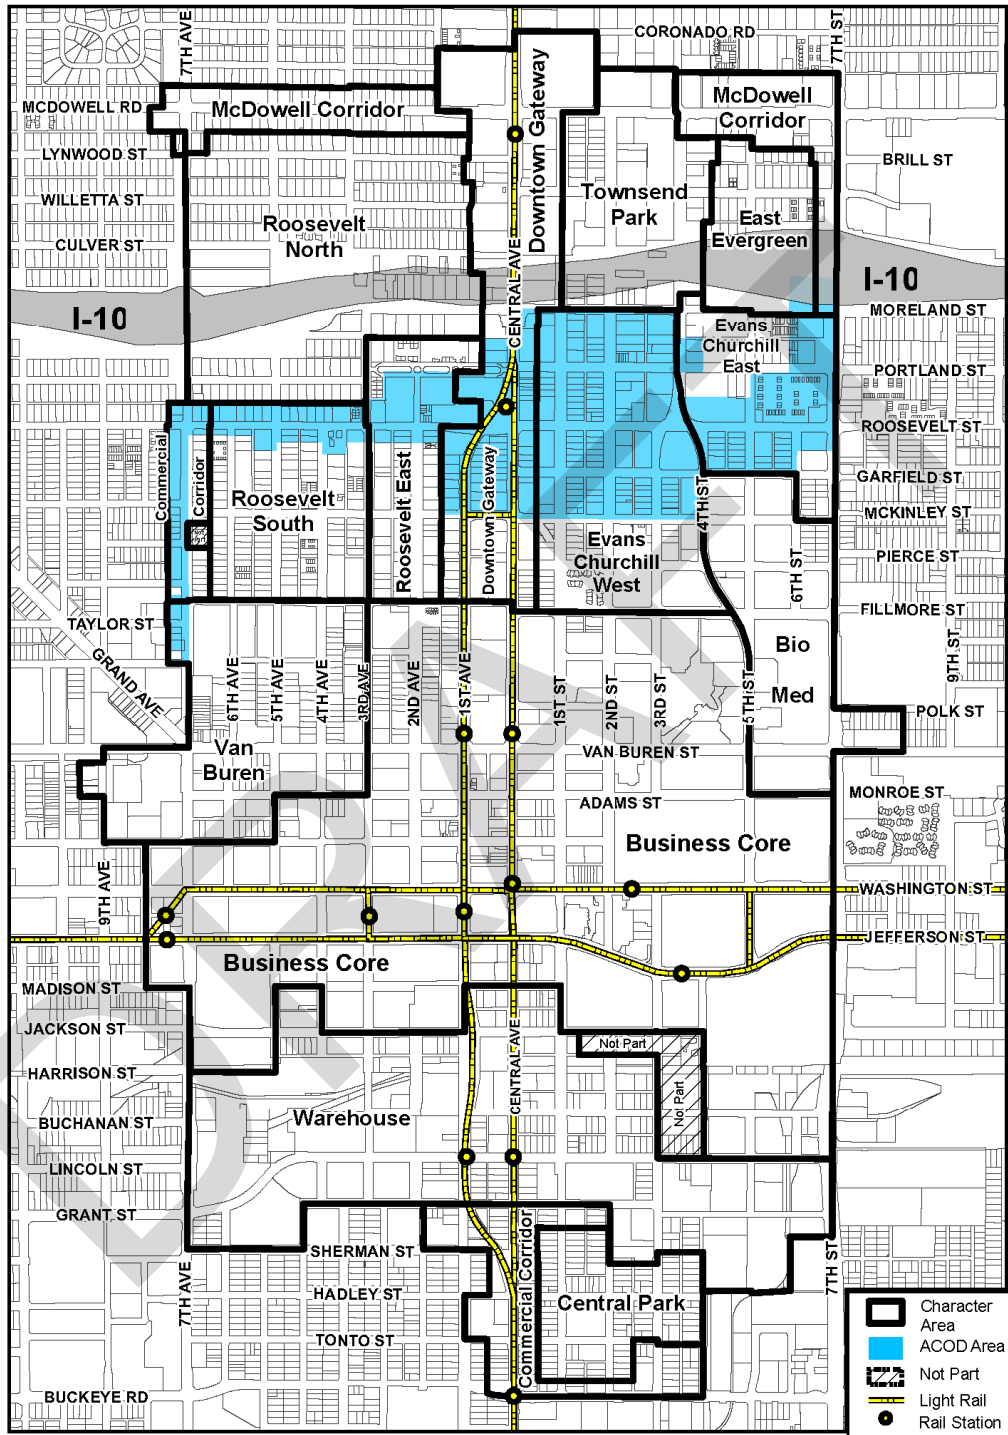 CORONADO RD
7TH AVE
7TH ST
MCDOWELL RD
McDowell Corridor
Downtown Gateway
McDowell
Corridor
LYNWOOD ST
BRILL ST
WILLETTA ST
Townsend
Park
CULVER ST
Roosevelt
North
East
Evergreen
CENTRAL AVE
I-10
I-10
MORELAND ST
Evans
Churchill
East
PORTLAND ST
ROOSEVELT ST
Commercial
Corridor
Roosevelt
South
Roosevelt East
Downtown Gateway
4TH ST
GARFIELD ST
MCKINLEY ST
Evans
Churchill
West
6TH ST
PIERCE ST
FILLMORE ST
TAYLOR ST
GRAND AVE
6TH AVE
5TH AVE
4TH AVE
3RD AVE
2ND AVE
1ST AVE
1ST ST
2ND ST
3RD ST
5TH ST
Bio
Med
9TH ST
POLK ST
Van
Buren
VAN BUREN ST
ADAMS ST
MONROE ST
Business Core
9TH AVE
WASHINGTON ST
JEFFERSON ST
Business Core
MADISON ST
JACKSON ST
Not Part
HARRISON ST
CENTRAL AVE
Not Part
Warehouse
BUCHANAN ST
LINCOLN ST
GRANT ST
SHERMAN ST
Commercial Corridor
7TH AVE
HADLEY ST
Central Park
7TH ST
TONTO ST
BUCKEYE RD
Character
Area
ACOD Area
Not Part
Light Rail
Rail Station
DRAFT